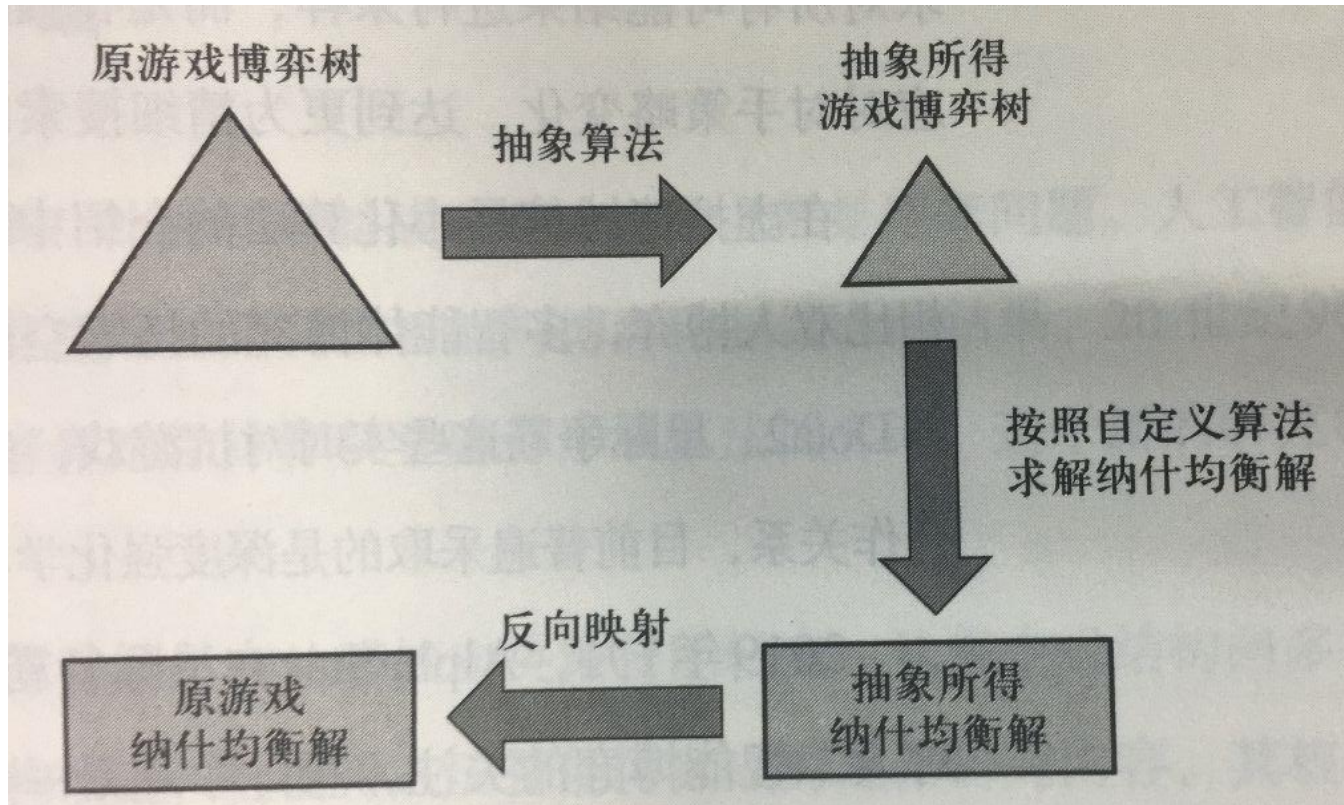 原游戏博弈树
抽象算法
抽象所得
游戏博弈树
按照自定义算法
求解纳什均衡解
抽象所得
纳什均衡解
反向映射
原游戏
纳什均衡解